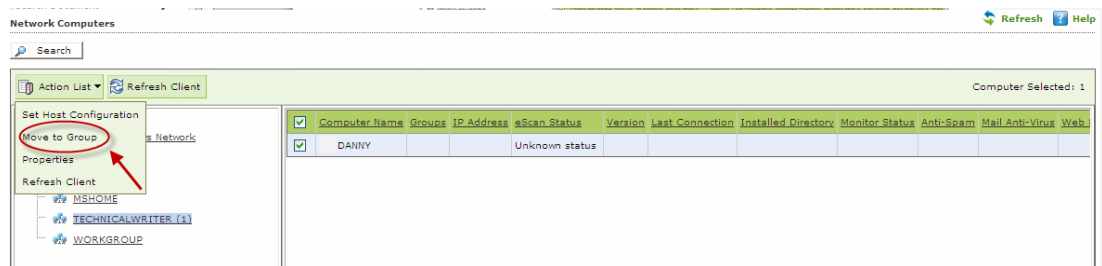 Network Computers
Refresh Help
Search
Action List Refresh Client
Computer Selected: 1
Set Host Configuration
Move to Group
s Network
Properties
Refresh Client
MSHOME
TECHNICALWRITER (1)
WORKGROUP
Computer Name Groups IP Address eScan Status Version Last Connection Installed Directory Monitor Status Anti-Spam Mail Anti-Virus Web
DANNY Unknown status